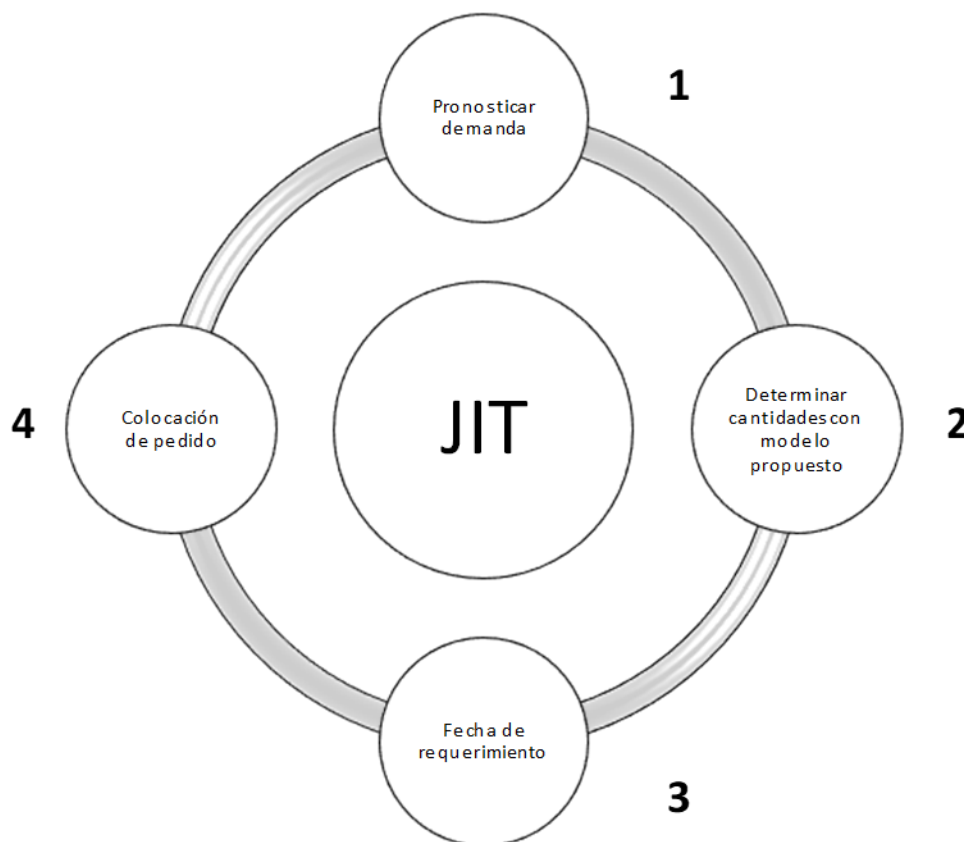 Pronosticar
demanda
1
JIT
Determinar
cantidades con
modelo
propuesto
2
Fecha de
requerimiento
3
Colocación
de pedido
4